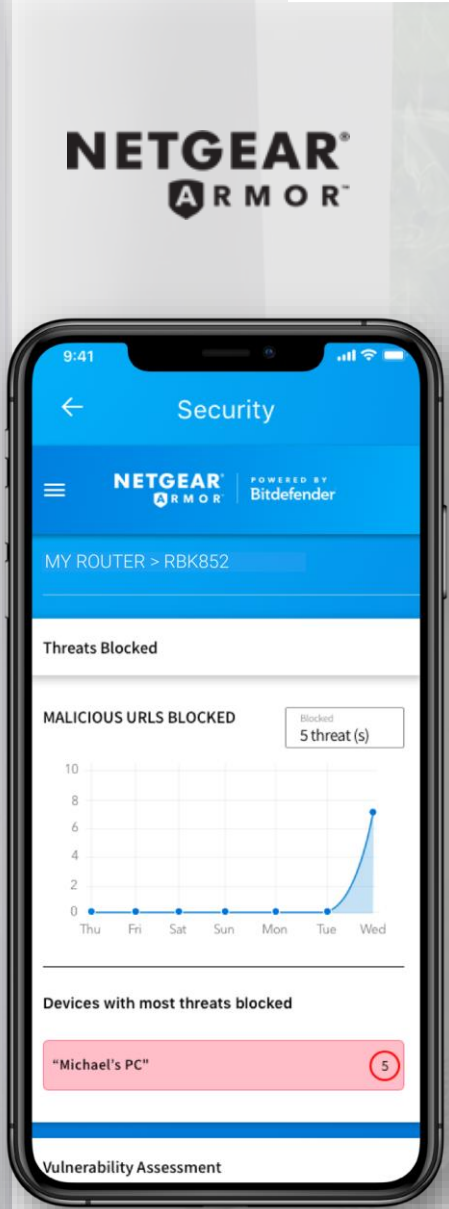 NETGEAR®
ARMOR™
9:41
Security
NETGEAR®
ARMOR
POWERED BY
Bitdefender
MY ROUTER > RBK852
Threats Blocked
MALICIOUS URLS BLOCKED
Blocked
5 threat (s)
10
8
6
4
2
0
Thu Fri Sat Sun Mon Tue Wed
Devices with most threats blocked
“Michael's PC"
5
Vulnerability Assessment